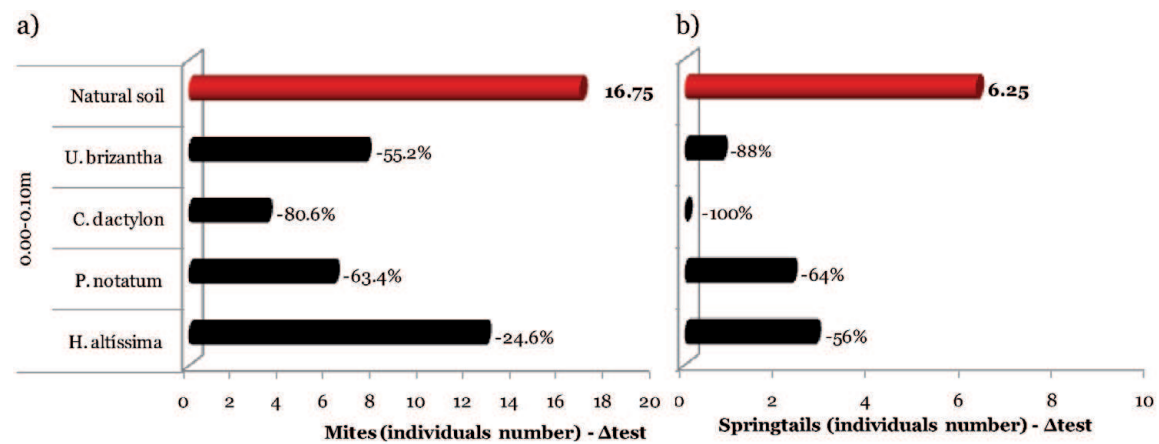 a)
0.00-0.10m
Natural soil
16.75
U. brizantha
-55.2%
C. dactylon
-80.6%
P. notatum
-63.4%
H. altíssima
-24.6%
0 2 4 6 8 10 12 14 16 18 20
Mites (individuals number) - Δtest
b)
6.25
-88%
-100%
-64%
-56%
0 2 4 6 8 10
Springtails (individuals number) - Δtest